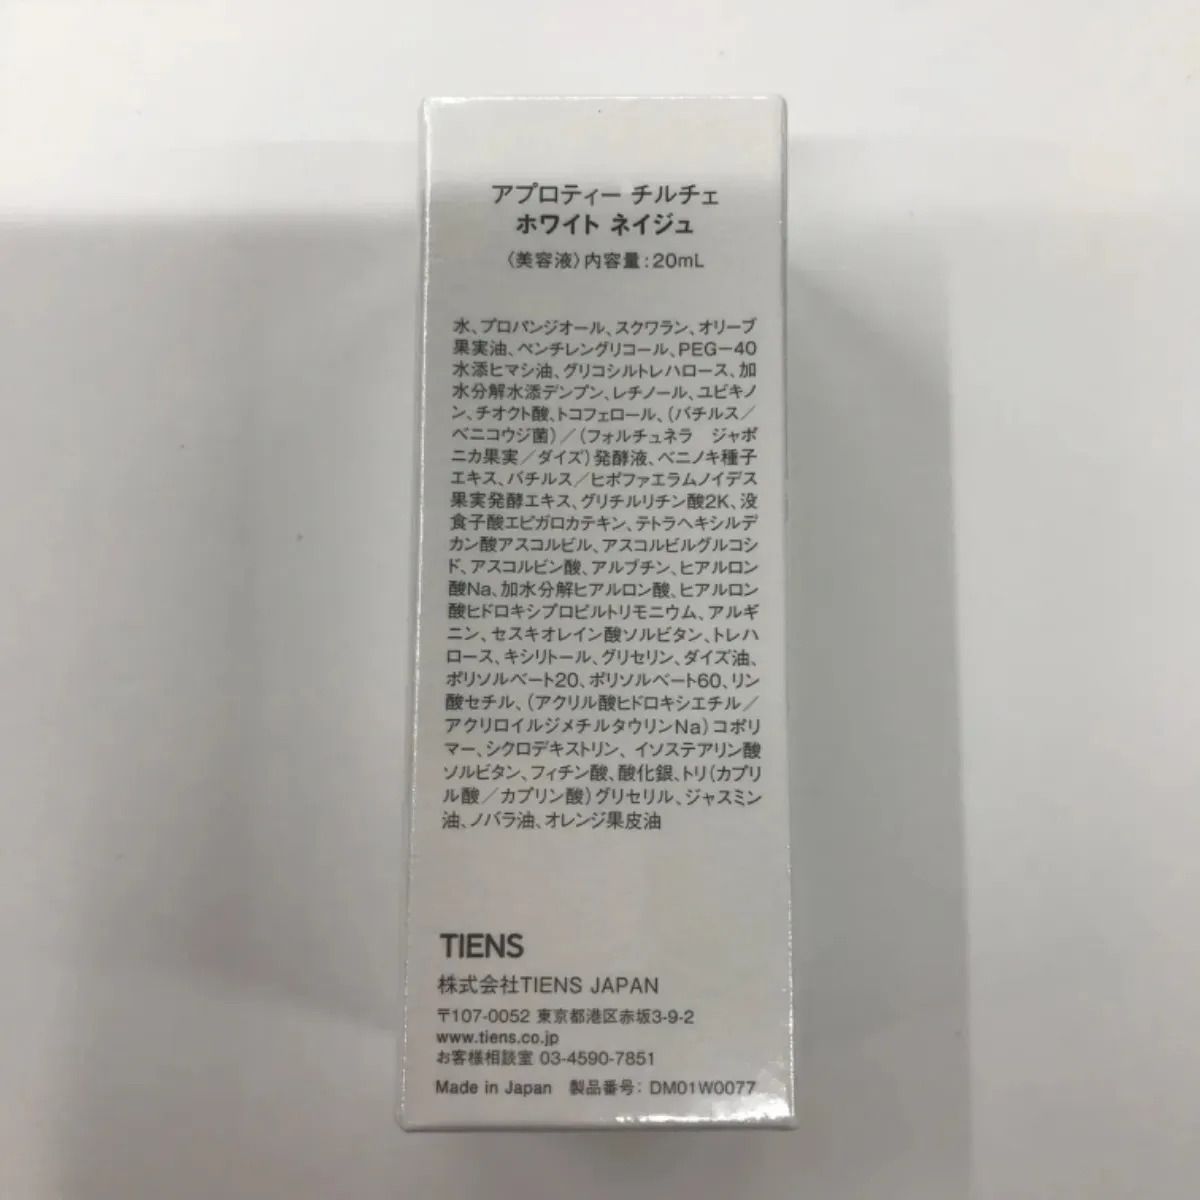 アプロティー チルチェ
ホワイト ネイジュ
〈美容液〉内容量：20mL
水、プロパンジオール、スクワラン、オリーブ
果実油、ペンチレングリコール、PEG－40
水添ヒマシ油、グリコシルトレハロース、加
水分解水添デンプン、レチノール、ユビキノ
ン、チオクト酸、トコフェロール、（バチルス／
ベニコウジ菌）／（フォルチュネラ　ジャポ
ニカ果実／ダイズ）発酵液、ベニノキ種子
エキス、バチルス／ヒポファエラムノイデス
果実発酵エキス、グリチルリチン酸2K、没
食子酸エピガロカテキン、テトラヘキシルデ
カン酸アスコルビル、アスコルビルグルコシ
ド、アスコルビン酸、アルブチン、ヒアルロン
酸Na、加水分解ヒアルロン酸、ヒアルロン
酸ヒドロキシプロピルトリモニウム、アルギ
ニン、セスキオレイン酸ソルビタン、トレハ
ロース、キシリトール、グリセリン、ダイズ油、
ポリソルベート20、ポリソルベート60、リン
酸セチル、（アクリル酸ヒドロキシエチル／
アクリロイルジメチルタウリンNa）コポリ
マー、シクロデキストリン、イソステアリン酸
ソルビタン、フィチン酸、酸化銀、トリ（カプリ
ル酸／カプリン酸）グリセリル、ジャスミン
油、ノバラ油、オレンジ果皮油
TIENS
株式会社TIENS JAPAN
〒107-0052 東京都港区赤坂3-9-2
www.tiens.co.jp
お客様相談室 03-4590-7851
Made in Japan　製品番号：DM01W0077